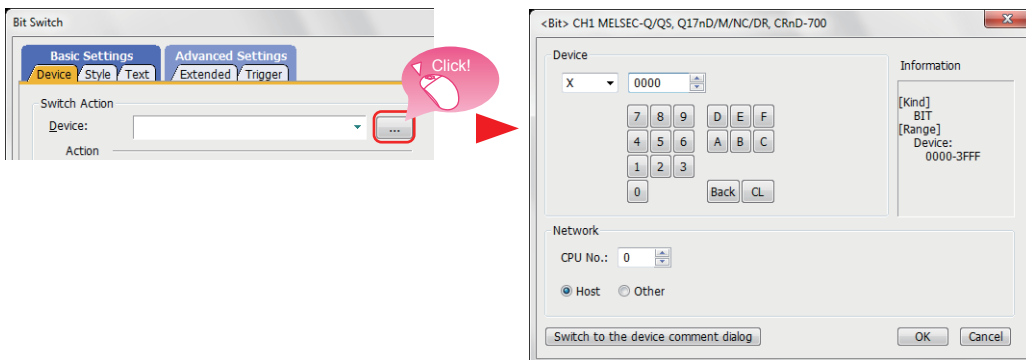 Bit Switch
Basic Settings
Advanced Settings
Device
Style
Text
Extended
Trigger
Click!
Switch Action
Device:
...
Action
<Bit> CH1 MELSEC-Q/QS, Q17nD/M/NC/DR, CRnD-700
Device
X
0000
7 8 9 D E F
4 5 6 A B C
1 2 3
0 Back CL
Information
[Kind]
BIT
[Range]
Device:
0000-3FFF
Network
CPU No.: 0
Host Other
Switch to the device comment dialog
OK Cancel